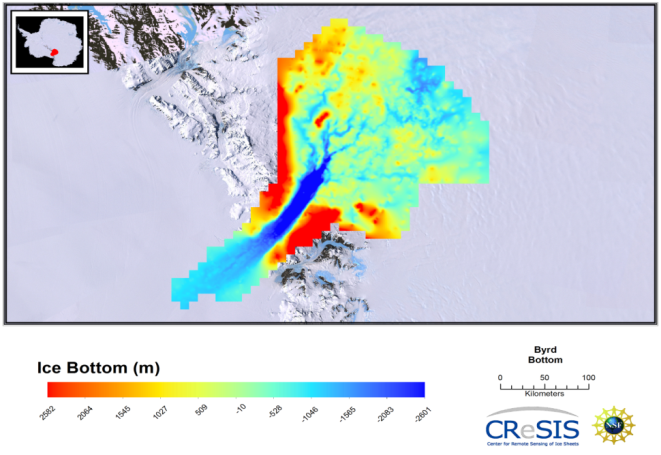 Ice Bottom (m)
2582 2064 1545 1027 509 -10 -528 -1046 -1565 -2083 -2601
Byrd
Bottom
0 50 100
Kilometers
CReSIS
Center for Remote Sensing of Ice Sheets
NSF